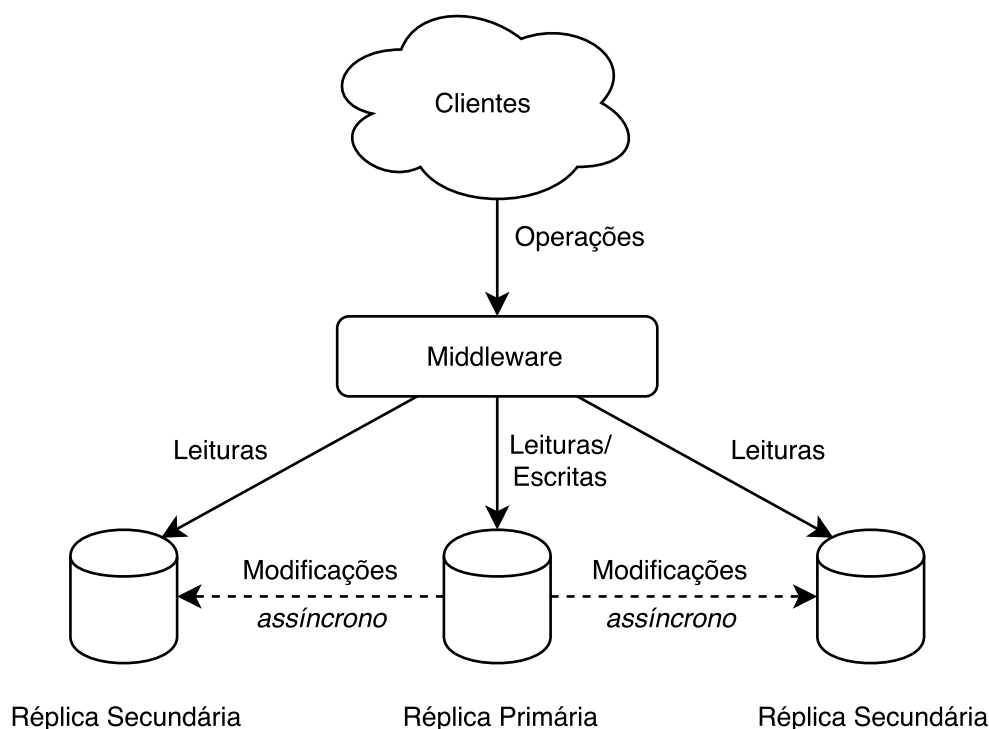 Clientes
Operações
Middleware
Leituras
Leituras/
Escritas
Leituras
Modificações
assíncrono
Modificações
assíncrono
Réplica Secundária
Réplica Primária
Réplica Secundária